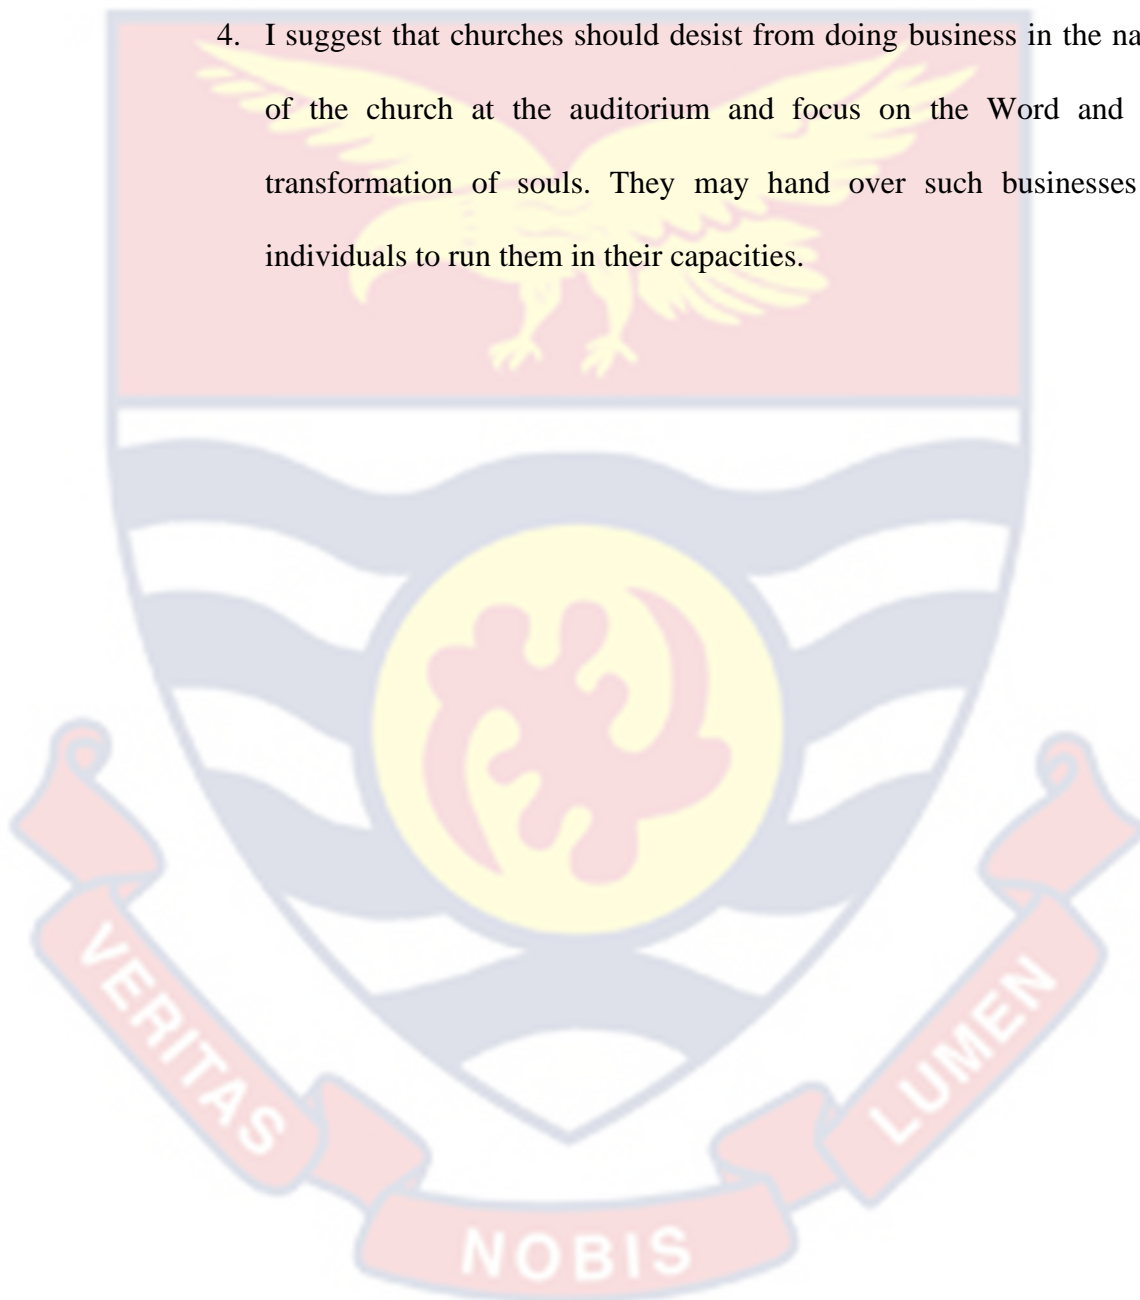 4. I suggest that churches should desist from doing business in the na
of the church at the auditorium and focus on the Word and
transformation of souls. They may hand over such businesses
individuals to run them in their capacities.
VERITAS
NOBIS
LUMEN